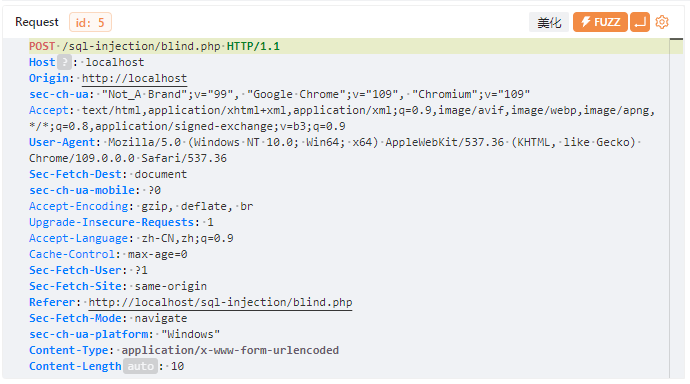 Request id: 5 美化 FUZZ
POST /sql-injection/blind.php HTTP/1.1
Host ? : localhost
Origin: http://localhost
sec-ch-ua: "Not_A Brand";v="99", "Google Chrome";v="109", "Chromium";v="109"
Accept: text/html,application/xhtml+xml,application/xml;q=0.9,image/avif,image/webp,image/apng,
*/*;q=0.8,application/signed-exchange;v=b3;q=0.9
User-Agent: Mozilla/5.0 (Windows NT 10.0; Win64; x64) AppleWebKit/537.36 (KHTML, like Gecko)
Chrome/109.0.0.0 Safari/537.36
Sec-Fetch-Dest: document
sec-ch-ua-mobile: ?0
Accept-Encoding: gzip, deflate, br
Upgrade-Insecure-Requests: 1
Accept-Language: zh-CN,zh;q=0.9
Cache-Control: max-age=0
Sec-Fetch-User: ?1
Sec-Fetch-Site: same-origin
Referer: http://localhost/sql-injection/blind.php
Sec-Fetch-Mode: navigate
sec-ch-ua-platform: "Windows"
Content-Type: application/x-www-form-urlencoded
Content-Length auto : 10